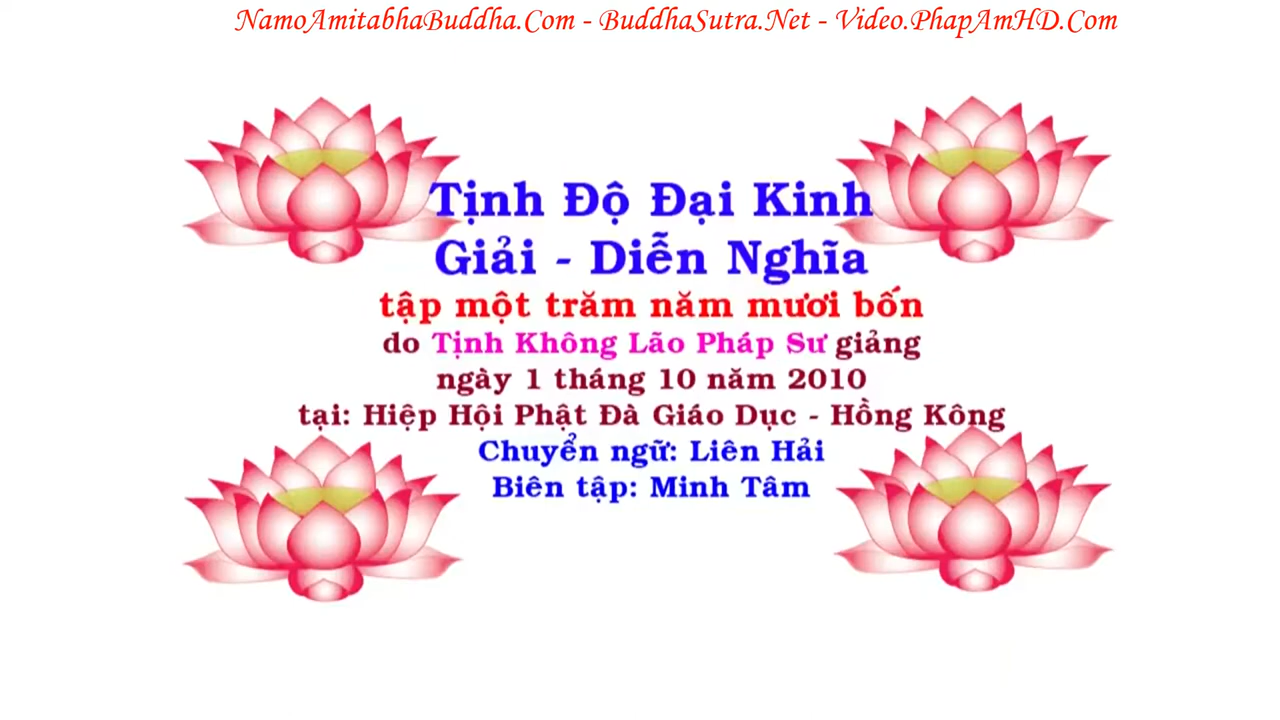 NamoAmitabhaBuddha.Com - BuddhaSutra.Net - Video.PhapAmHD.Com
Tịnh Độ Đại Kinh
Giải - Diễn Nghĩa
tập một trăm năm mươi bốn
do Tịnh Không Lão Pháp Sư giảng
ngày 1 tháng 10 năm 2010
tại: Hiệp Hội Phật Đà Giáo Dục - Hồng Kông
Chuyển ngữ: Liên Hải
Biên tập: Minh Tâm